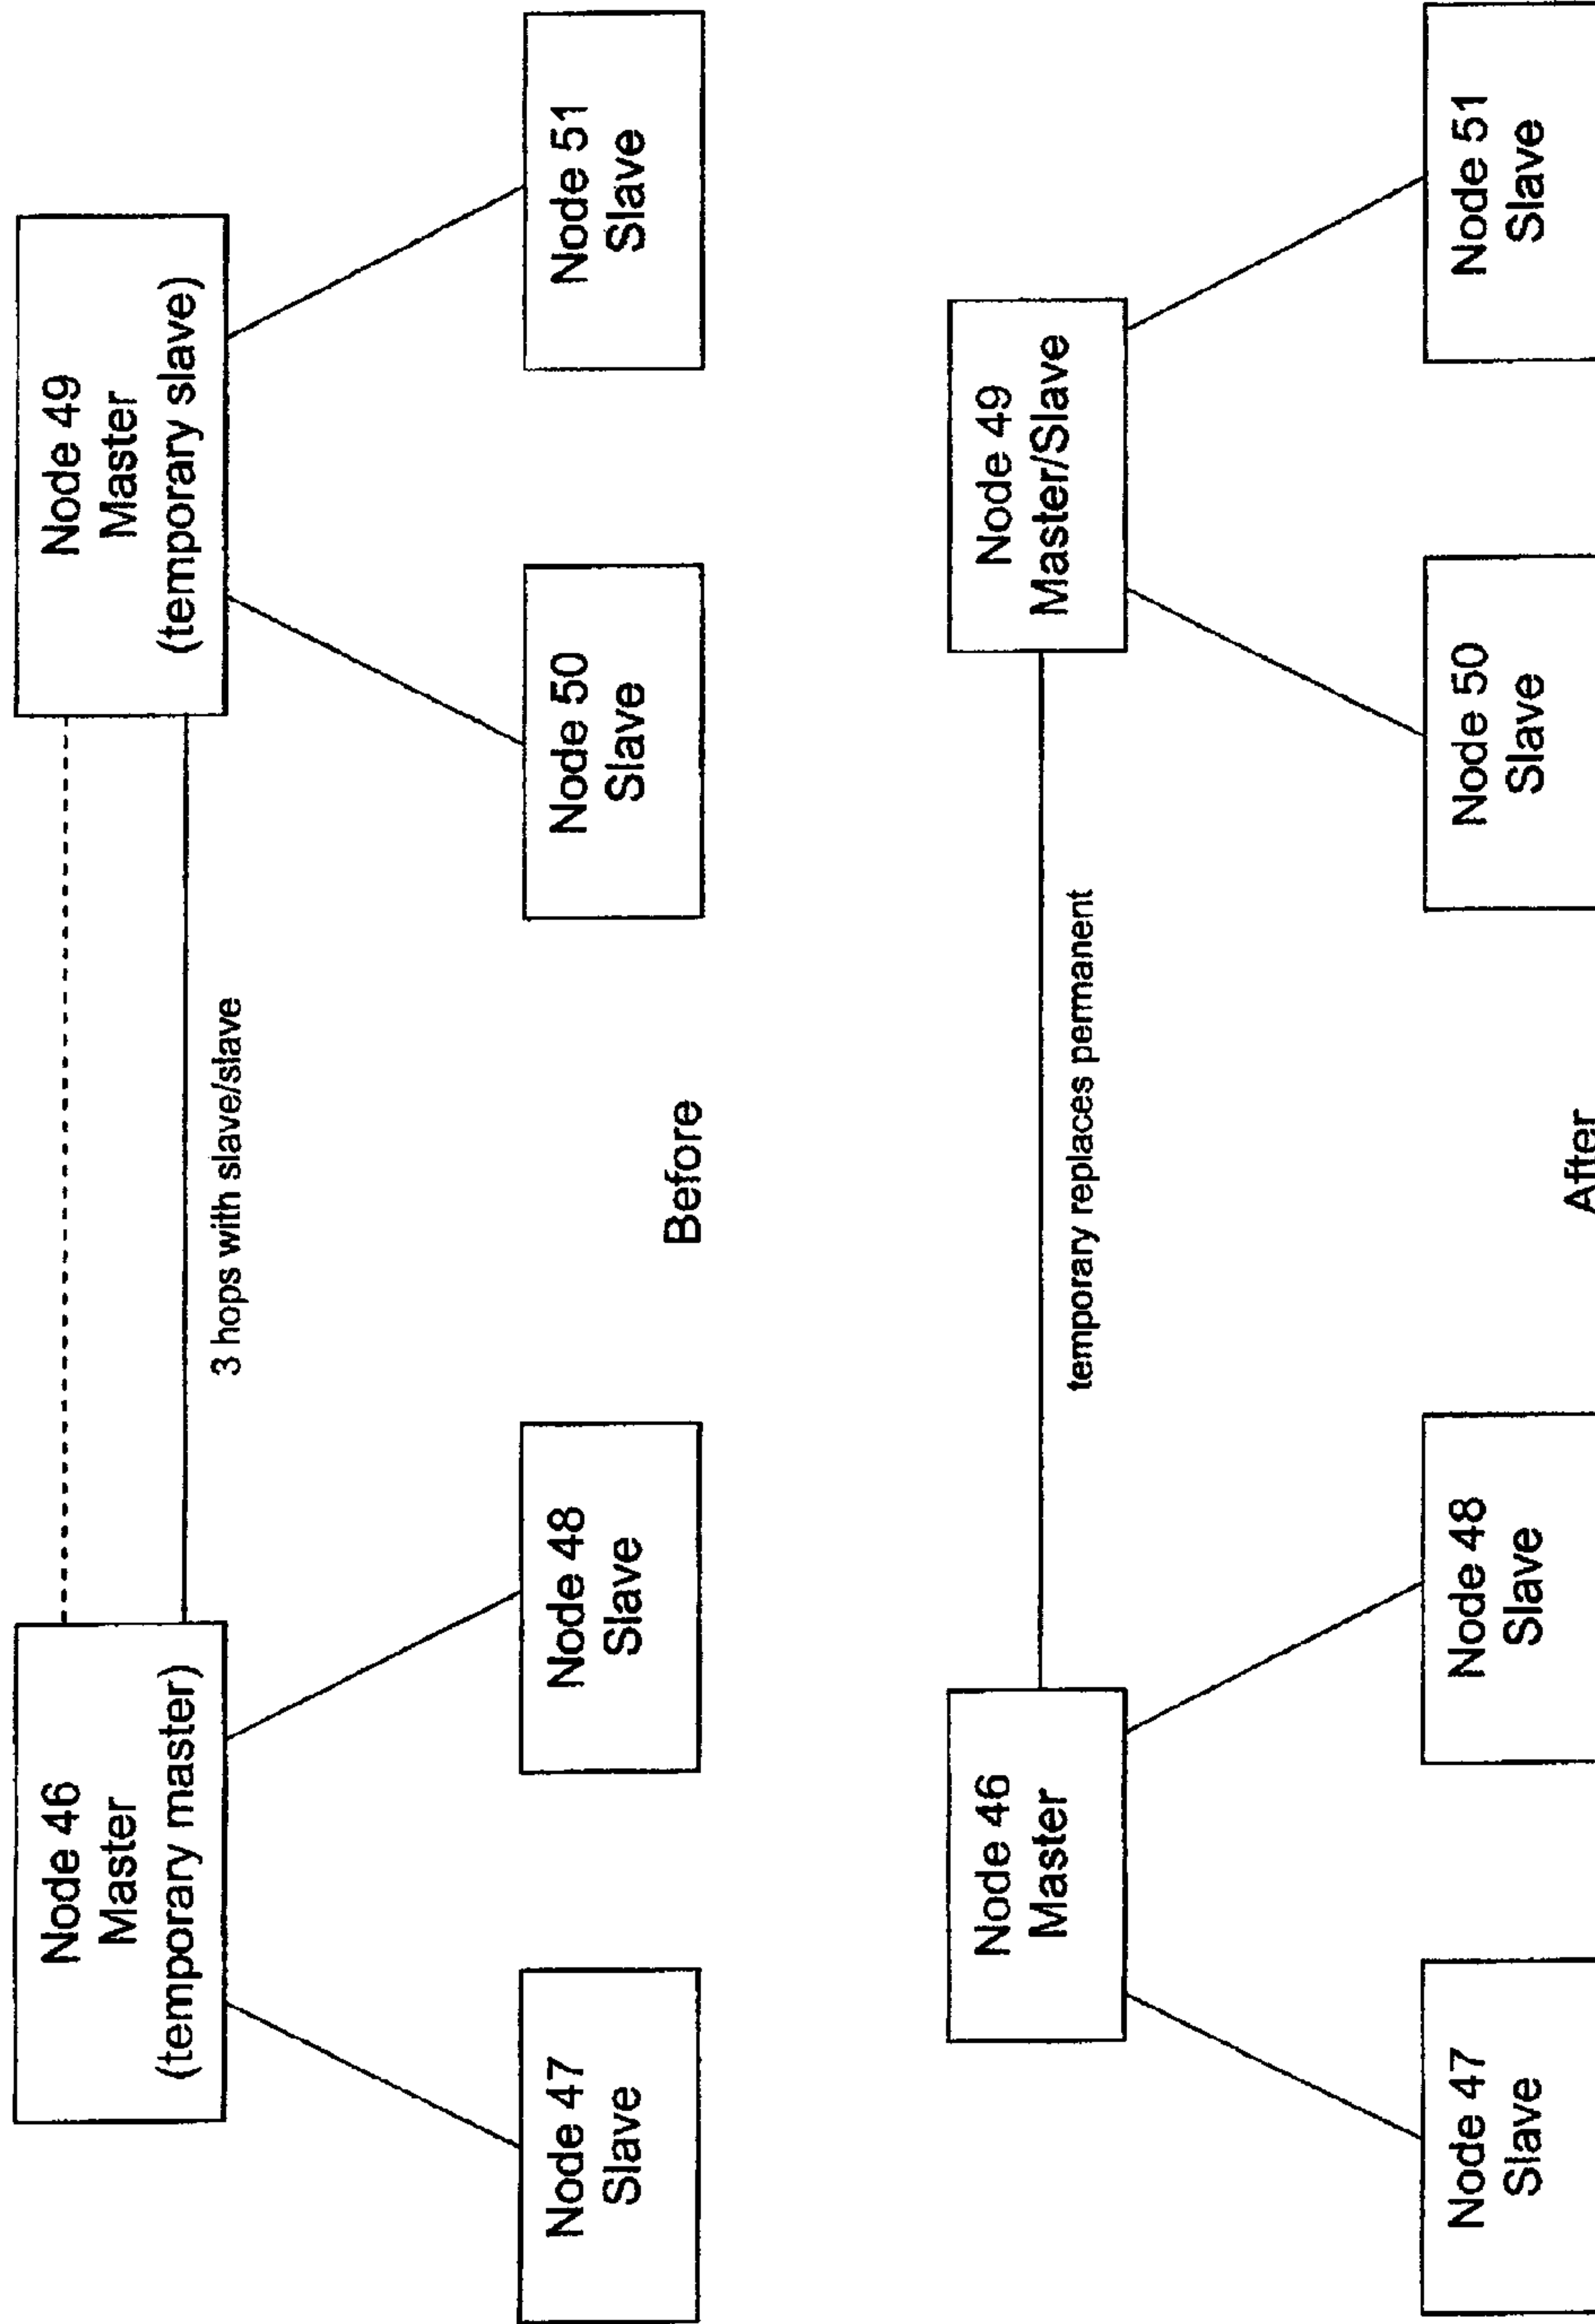 Node 46
Master
(temporary master)
Node 49
Master
(temporary slave)
3 hops with slave/slave
Node 47
Slave
Node 48
Slave
Node 50
Slave
Node 51
Slave
Before
Node 46
Master
Node 49
Master/Slave
temporary replaces permanent
Node 47
Slave
Node 48
Slave
Node 50
Slave
Node 51
Slave
After